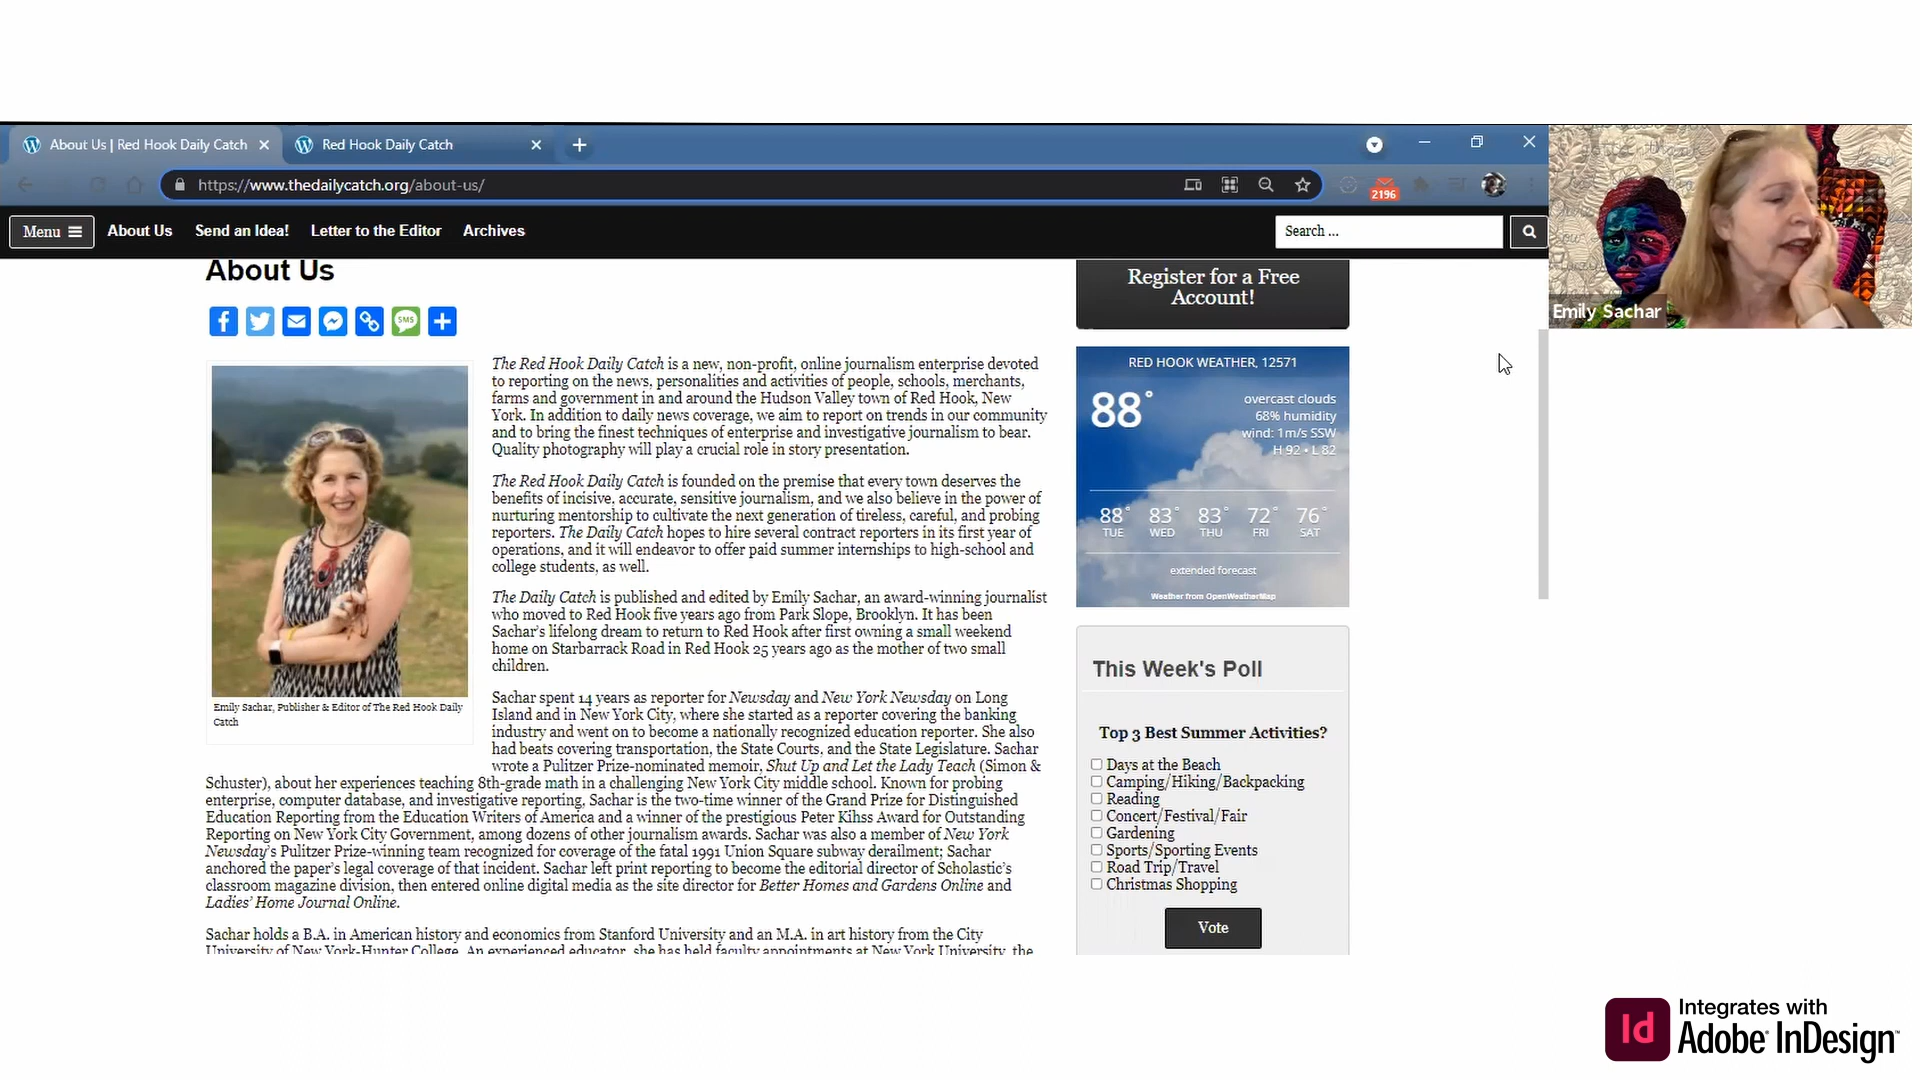 About Us | Red Hook Daily Catch
Red Hook Daily Catch
https://www.thedailycatch.org/about-us/
2196
Menu
About Us
Send an Idea!
Letter to the Editor
Archives
Search ...
Emily Sachar
About Us
SMS
Emily Sachar, Publisher & Editor of The Red Hook Daily
Catch
The Red Hook Daily Catch is a new, non-profit, online journalism enterprise devoted
to reporting on the news, personalities and activities of people, schools, merchants,
farms and government in and around the Hudson Valley town of Red Hook, New
York. In addition to daily news coverage, we aim to report on trends in our community
and to bring the finest techniques of enterprise and investigative journalism to bear.
Quality photography will play a crucial role in story presentation.
The Red Hook Daily Catch is founded on the premise that every town deserves the
benefits of incisive, accurate, sensitive journalism, and we also believe in the power of
nurturing mentorship to cultivate the next generation of tireless, careful, and probing
reporters. The Daily Catch hopes to hire several contract reporters in its first year of
operations, and it will endeavor to offer paid summer internships to high-school and
college students, as well.
The Daily Catch is published and edited by Emily Sachar, an award-winning journalist
who moved to Red Hook five years ago from Park Slope, Brooklyn. It has been
Sachar's lifelong dream to return to Red Hook after first owning a small weekend
home on Starbarrack Road in Red Hook 25 years ago as the mother of two small
children.
Sachar spent 14 years as reporter for Newsday and New York Newsday on Long
Island and in New York City, where she started as a reporter covering the banking
industry and went on to become a nationally recognized education reporter. She also
had beats covering transportation, the State Courts, and the State Legislature. Sachar
wrote a Pulitzer Prize-nominated memoir, Shut Up and Let the Lady Teach (Simon &
Schuster), about her experiences teaching 8th-grade math in a challenging New York City middle school. Known for probing
enterprise, computer database, and investigative reporting, Sachar is the two-time winner of the Grand Prize for Distinguished
Education Reporting from the Education Writers of America and a winner of the prestigious Peter Kihss Award for Outstanding
Reporting on New York City Government, among dozens of other journalism awards. Sachar was also a member of New York
Newsday's Pulitzer Prize-winning team recognized for coverage of the fatal 1991 Union Square subway derailment; Sachar
anchored the paper's legal coverage of that incident. Sachar left print reporting to become the editorial director of Scholastic's
classroom magazine division, then entered online digital media as the site director for Better Homes and Gardens Online and
Ladies' Home Journal Online.
Sachar holds a B.A. in American history and economics from Stanford University and an M.A. in art history from the City
University of New York-Hunter College. An experienced educator, she has held faculty appointments at New York University, the
Register for a Free
Account!
RED HOOK WEATHER, 12571
88°
overcast clouds
68% humidity
wind: 1m/s SSW
H 92 • L 82
88° 83° 83° 72° 76°
TUE WED THU FRI SAT
extended forecast
Weather from OpenWeatherMap
This Week's Poll
Top 3 Best Summer Activities?
Days at the Beach
Camping/Hiking/Backpacking
Reading
Concert/Festival/Fair
Gardening
Sports/Sporting Events
Road Trip/Travel
Christmas Shopping
Vote
Id
Integrates with
Adobe® InDesign™